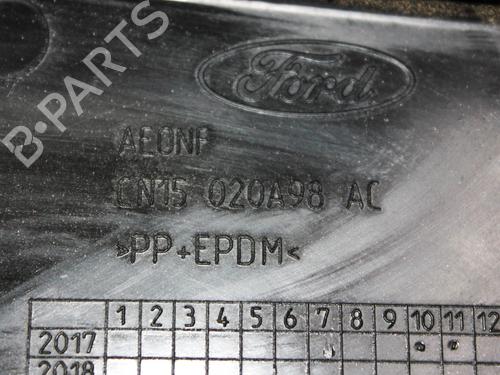 B-PARTS
Ford
AEONF
CN15 020A98 AC
>PP+EPDM<
1 2 3 4 5 6 7 8 9 10 11 12
2017
2018